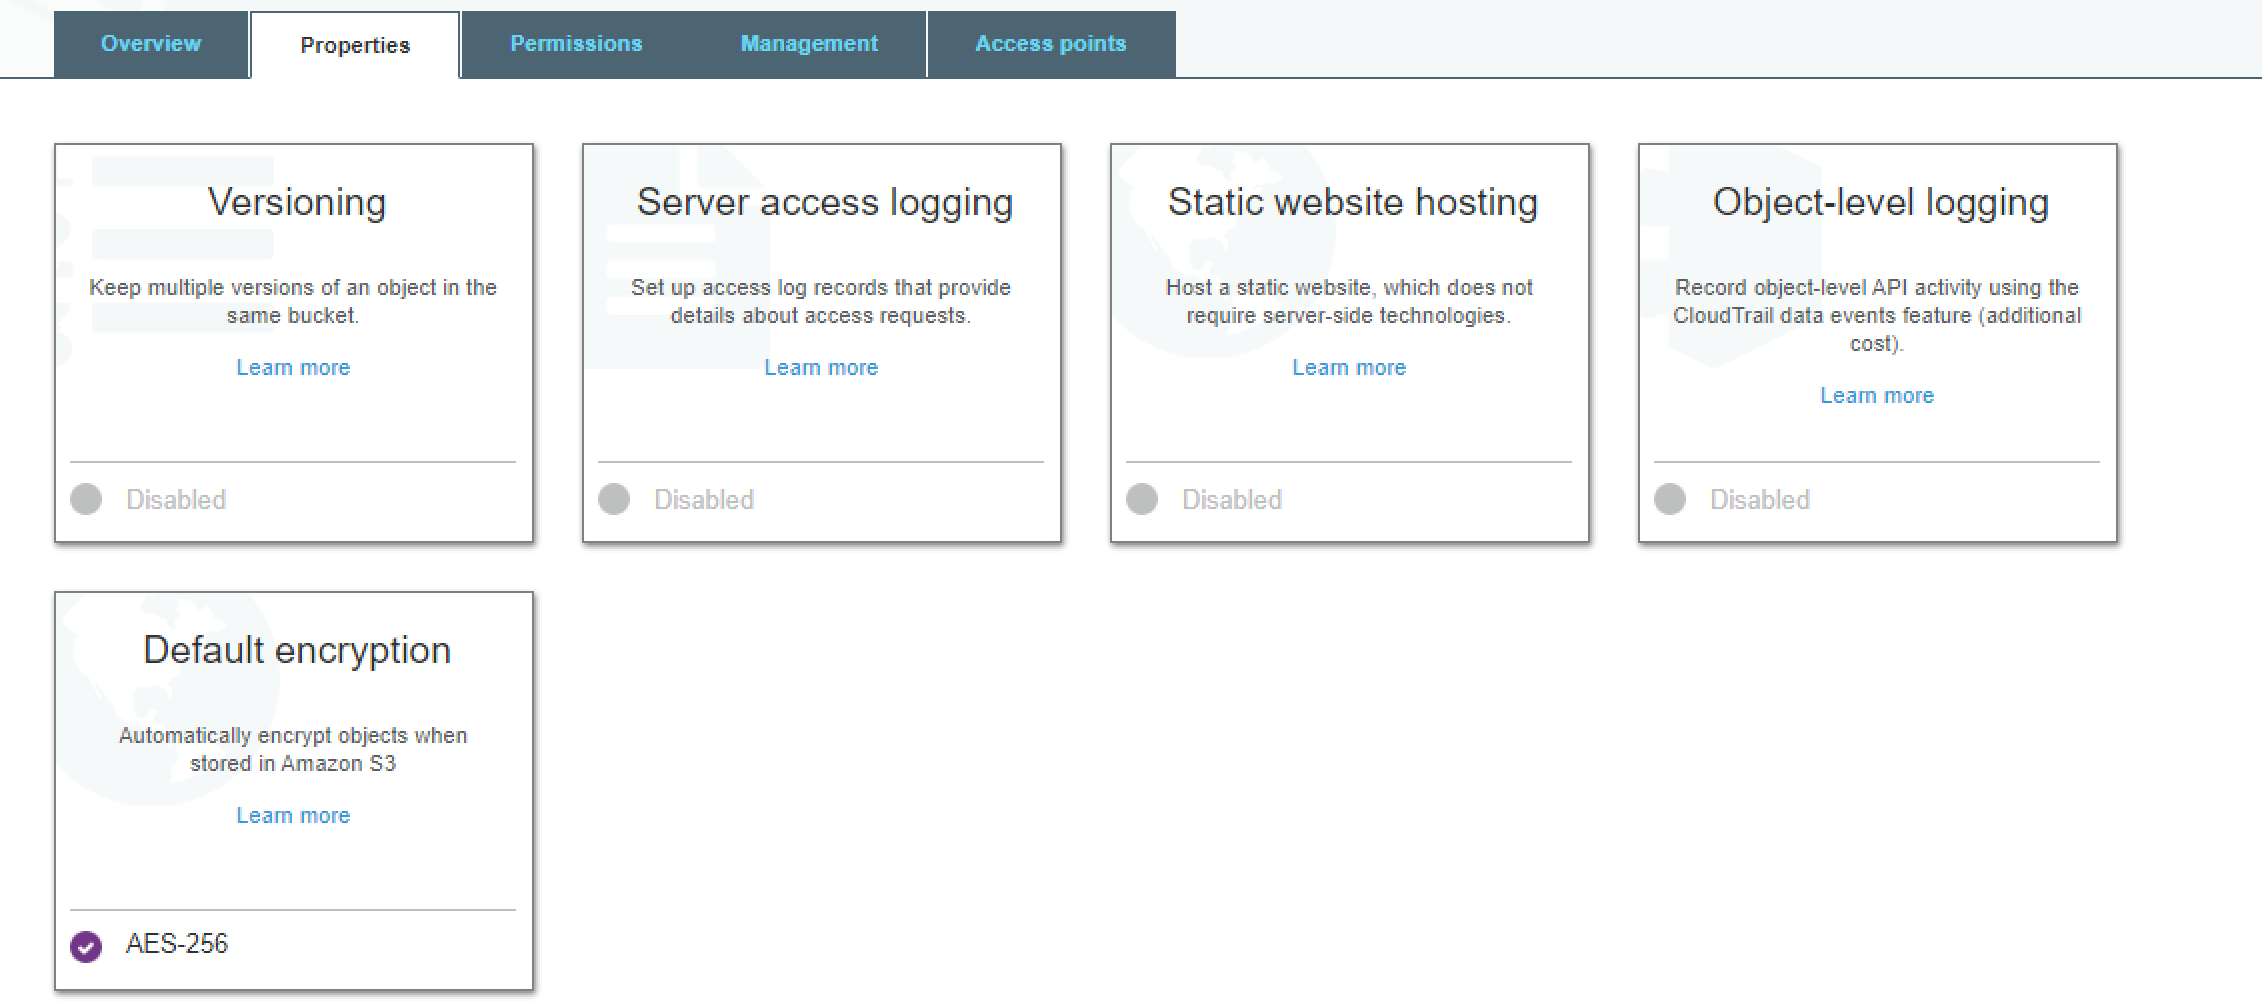 Overview
Properties
Permissions
Management
Access points
Versioning
Keep multiple versions of an object in the
same bucket.
Learn more
Disabled
Server access logging
Set up access log records that provide
details about access requests.
Learn more
Disabled
Static website hosting
Host a static website, which does not
require server-side technologies.
Learn more
Disabled
Object-level logging
Record object-level API activity using the
CloudTrail data events feature (additional
cost).
Learn more
Disabled
Default encryption
Automatically encrypt objects when
stored in Amazon S3
Learn more
AES-256